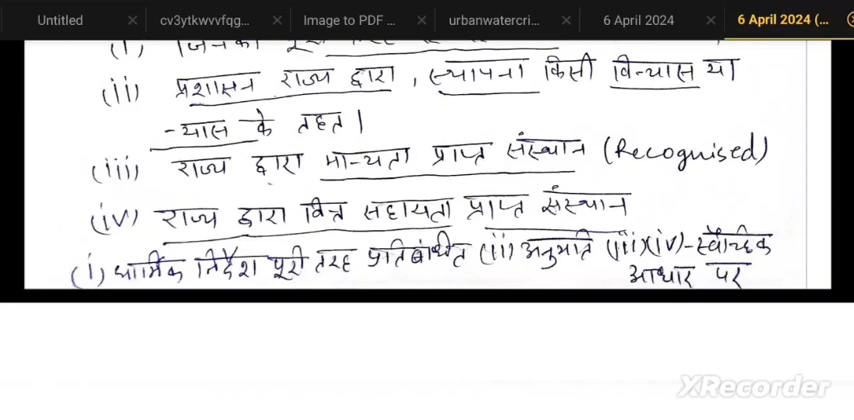 Untitled cv3ytkwvvfqg... Image to PDF ... urbanwatercri... 6 April 2024 6 April 2024 (...
(ii) प्रशासन राज्य द्वारा, स्थापना किसी विन्यास या
न्यास के तहत।
(iii) राज्य द्वारा मान्यता प्राप्त संस्थान (Recognised)
(iv) राज्य द्वारा वित्त सहायता प्राप्त संस्थान
(i) धार्मिक निर्देश पूरी तरह प्रतिबंधित (ii) अनुमति (iii)(iv)-स्वैच्छिक
आधार पर
XRecorder